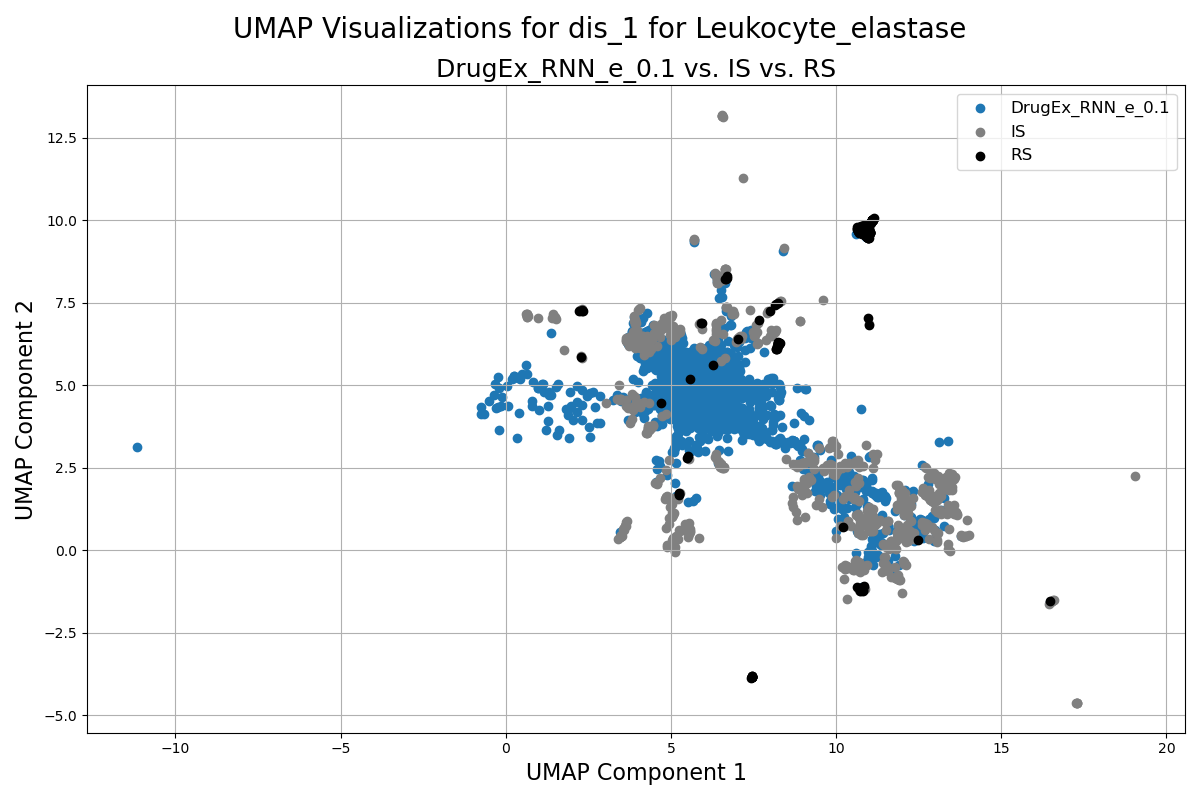 UMAP Visualizations for dis_1 for Leukocyte_elastase
DrugEx_RNN_e_0.1 vs. IS vs. RS
DrugEx_RNN_e_0.1
IS
RS
12.5
10.0
7.5
5.0
2.5
0.0
−2.5
−5.0
UMAP Component 2
−10
−5
0
5
10
15
20
UMAP Component 1